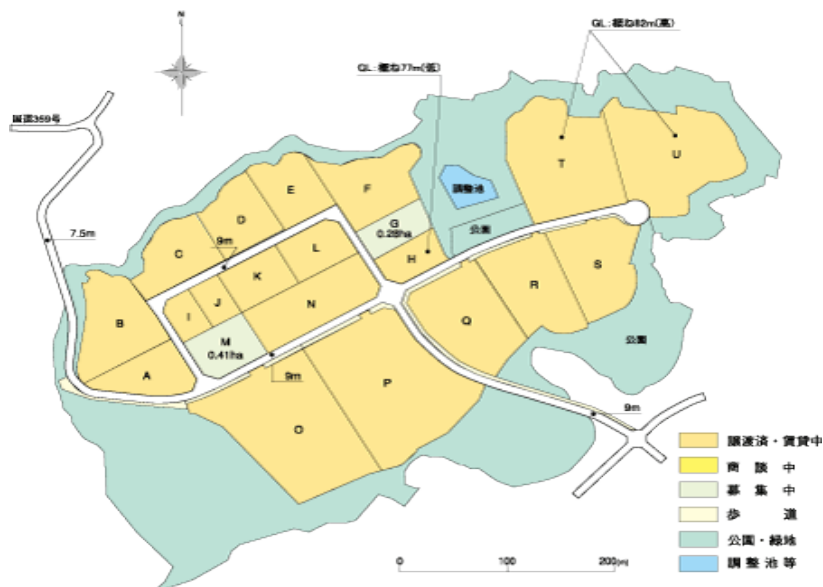 N
GL:概ね82m(高)
GL:概ね77m(低)
国道359号
7.5m
T
U
E
F
調整池
D
G
0.28ha
公園
C
9m
L
H
K
S
R
J
I
N
B
Q
M
0.41ha
公園
A
9m
P
9m
O
譲渡済・賃貸中
商談中
募集中
歩道
公園・緑地
調整池等
0
100
200(m)